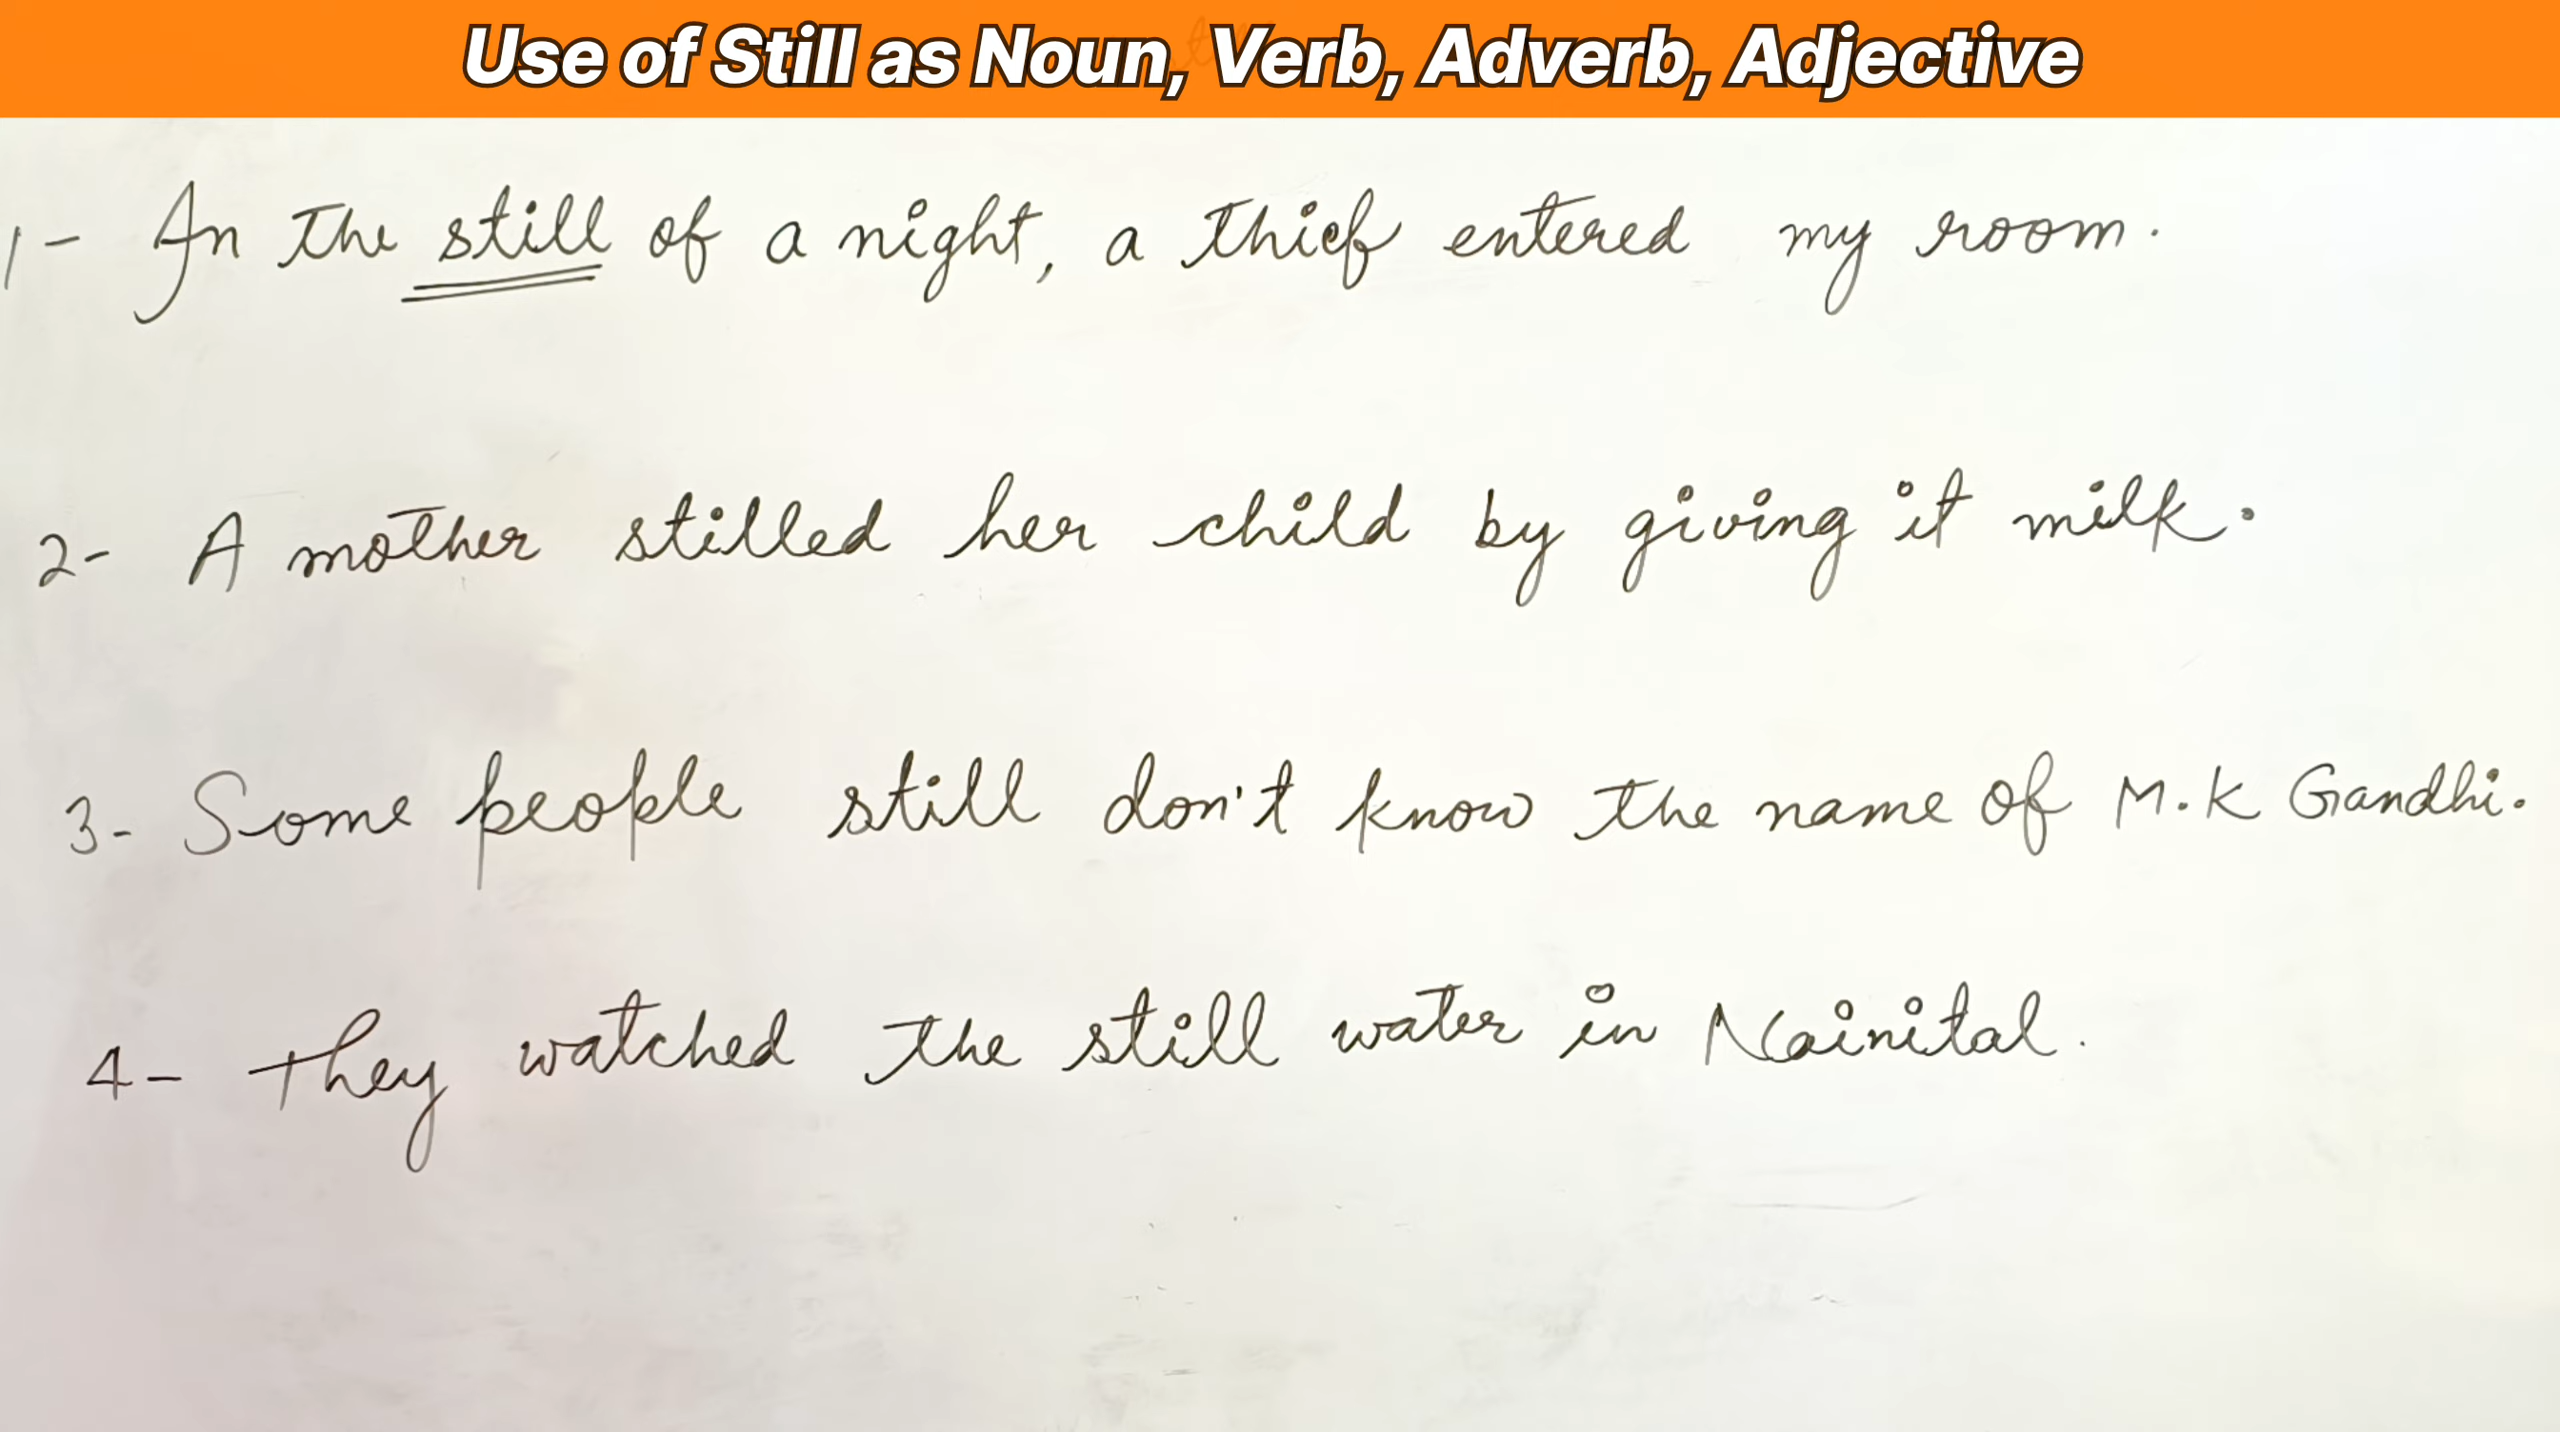 Use of Still as Noun, Verb, Adverb, Adjective
1- In the still of a night, a thief entered my room.
2- A mother stilled her child by giving it milk.
3- Some people still don't know the name of M.K Gandhi.
4- They watched the still water in Nainital.